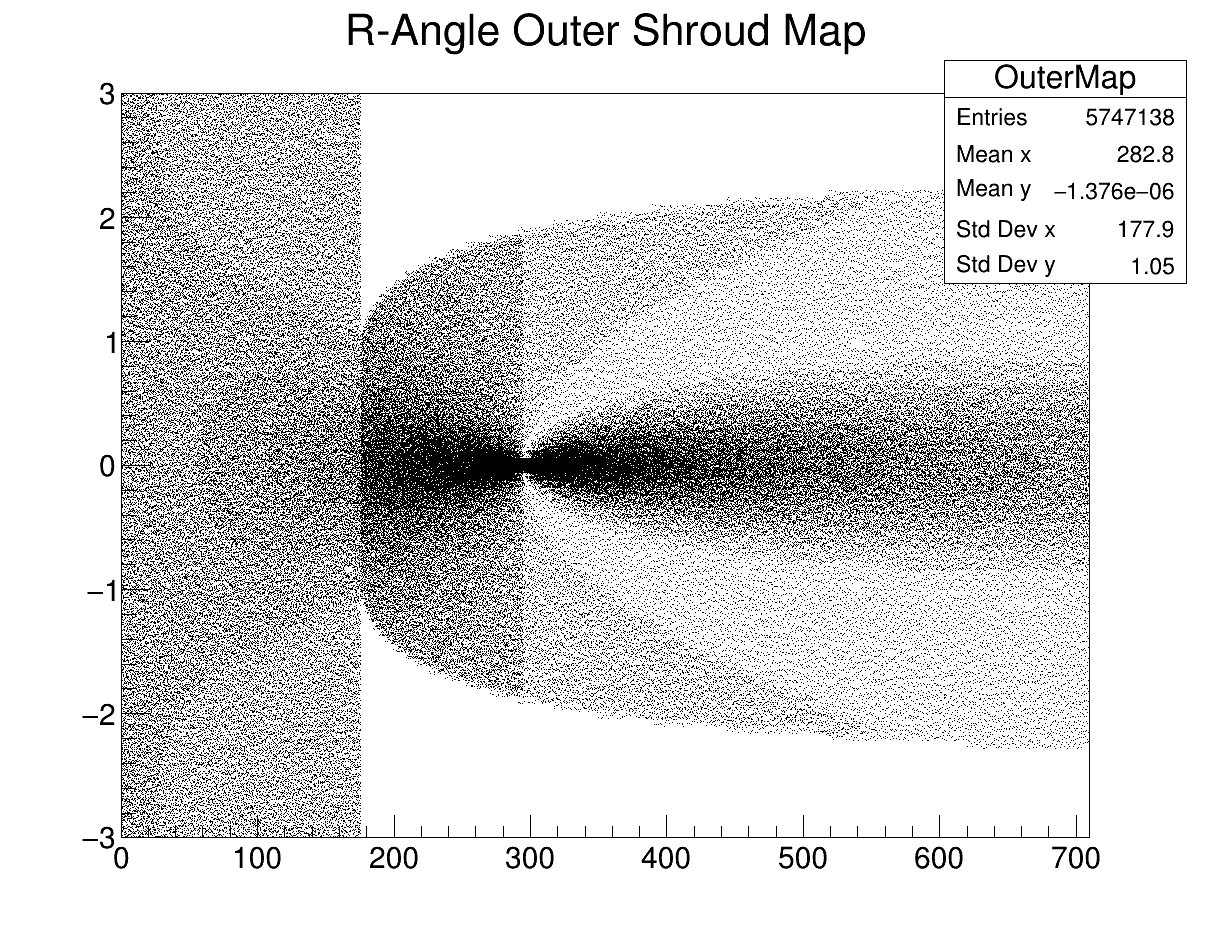 R-Angle Outer Shroud Map
OuterMap
Entries 5747138
Mean x 282.8
Mean y −1.376e−06
Std Dev x 177.9
Std Dev y 1.05
3
2
1
0
−1
−2
−3
0 100 200 300 400 500 600 700